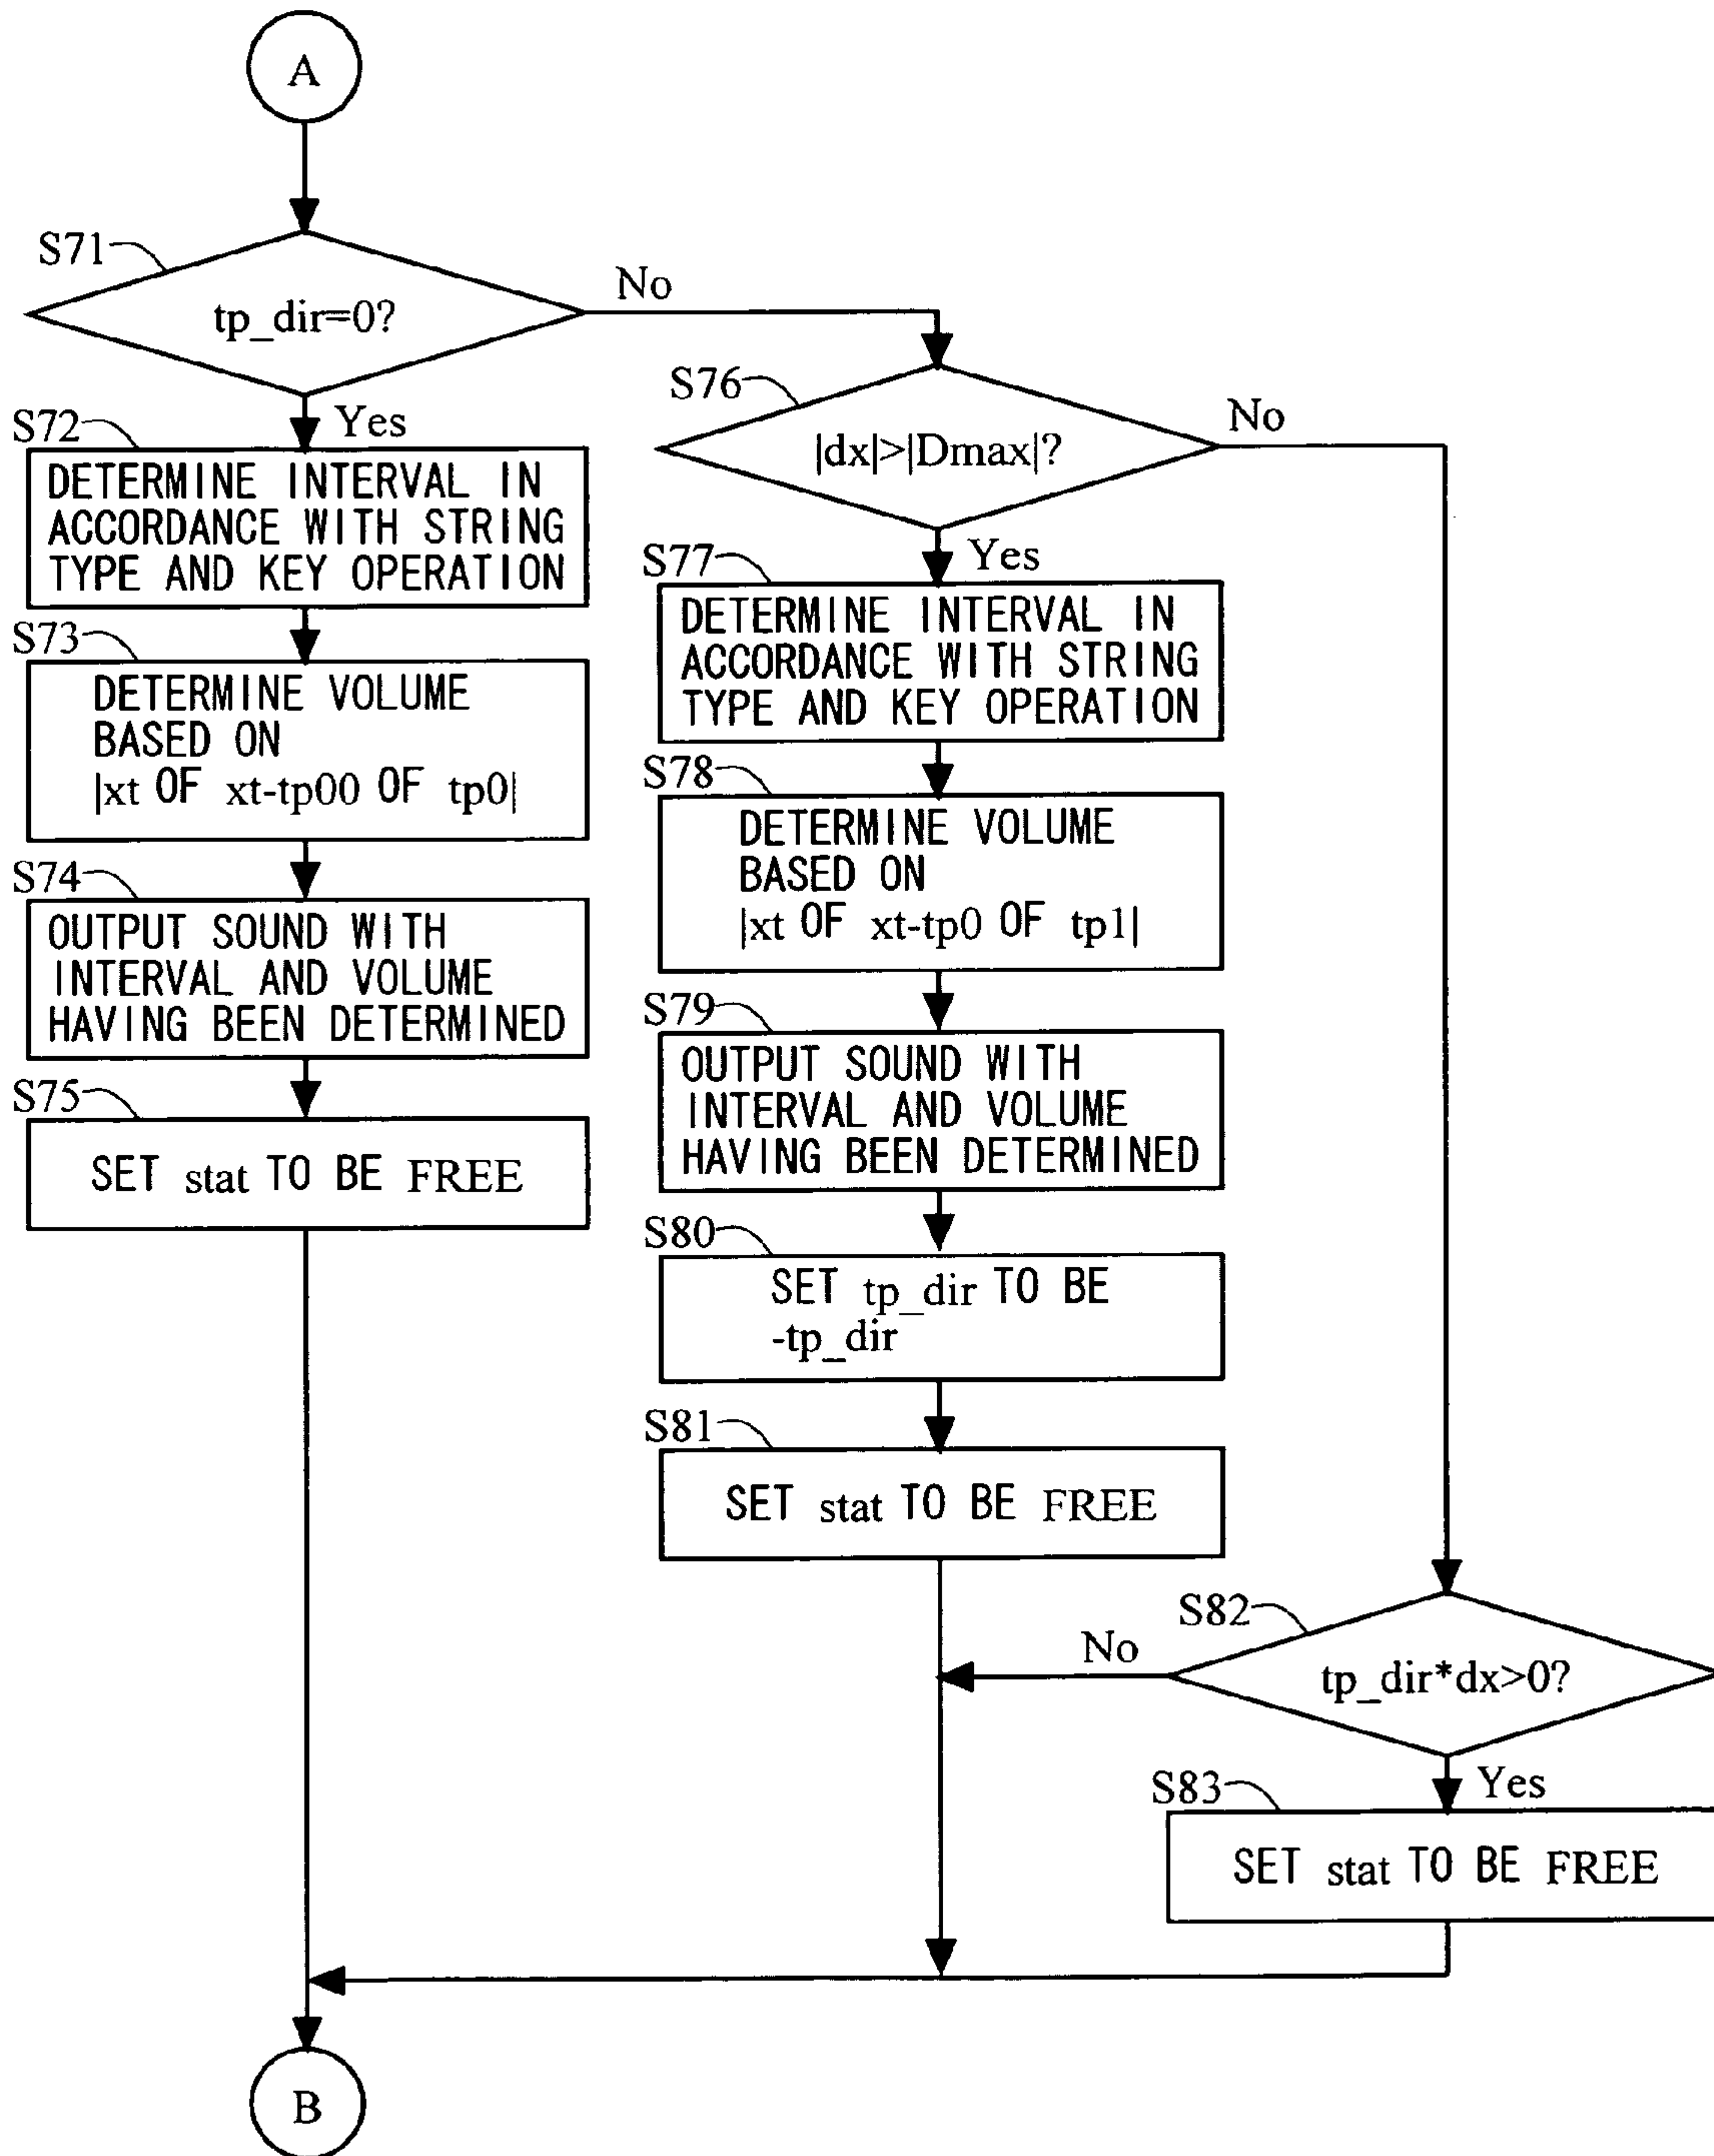 A
S71
tp_dir=0?
No
Yes
S72
DETERMINE INTERVAL IN
ACCORDANCE WITH STRING
TYPE AND KEY OPERATION
S73
DETERMINE VOLUME
BASED ON
|xt OF xt-tp00 OF tp0|
S74
OUTPUT SOUND WITH
INTERVAL AND VOLUME
HAVING BEEN DETERMINED
S75
SET stat TO BE FREE
S76
|dx|>|Dmax|?
No
Yes
S77
DETERMINE INTERVAL IN
ACCORDANCE WITH STRING
TYPE AND KEY OPERATION
S78
DETERMINE VOLUME
BASED ON
|xt OF xt-tp0 OF tp1|
S79
OUTPUT SOUND WITH
INTERVAL AND VOLUME
HAVING BEEN DETERMINED
S80
SET tp_dir TO BE
-tp_dir
S81
SET stat TO BE FREE
S82
No
tp_dir*dx>0?
Yes
S83
SET stat TO BE FREE
B